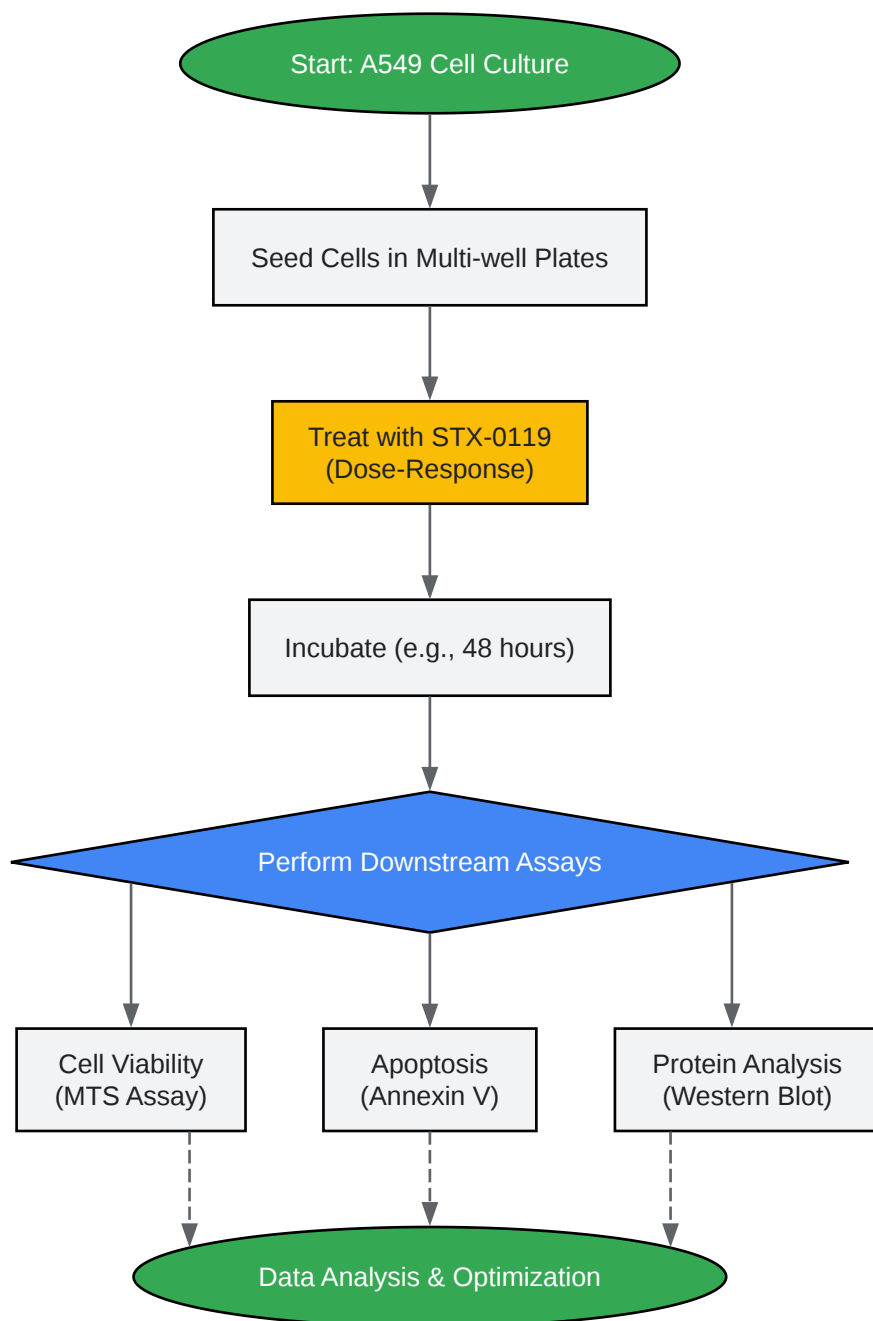 Start: A549 Cell Culture
Seed Cells in Multi-well Plates
Treat with STX-0119
(Dose-Response)
Incubate (e.g., 48 hours)
Perform Downstream Assays
Cell Viability
(MTS Assay)
Apoptosis
(Annexin V)
Protein Analysis
(Western Blot)
Data Analysis & Optimization